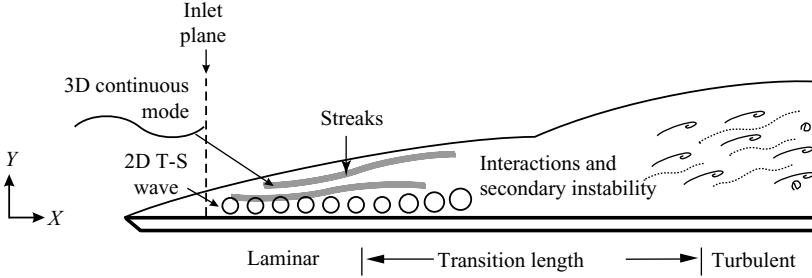 Inlet
plane
3D continuous
mode
Streaks
2D T-S
wave
Interactions and
secondary instability
Y
X
Laminar
Transition length
Turbulent